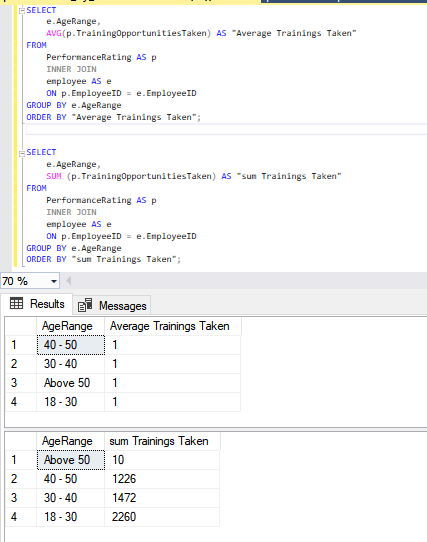 SELECT
e.AgeRange,
AVG(p.TrainingOpportunitiesTaken) AS "Average Trainings Taken"
FROM
PerformanceRating AS p
INNER JOIN
employee AS e
ON p.EmployeeID = e.EmployeeID
GROUP BY e.AgeRange
ORDER BY "Average Trainings Taken";
SELECT
e.AgeRange,
SUM (p.TrainingOpportunitiesTaken) AS "sum Trainings Taken"
FROM
PerformanceRating AS p
INNER JOIN
employee AS e
ON p.EmployeeID = e.EmployeeID
GROUP BY e.AgeRange
ORDER BY "sum Trainings Taken";
70 %
Results Messages
AgeRange Average Trainings Taken
1 40 - 50 1
2 30 - 40 1
3 Above 50 1
4 18 - 30 1
AgeRange sum Trainings Taken
1 Above 50 10
2 40 - 50 1226
3 30 - 40 1472
4 18 - 30 2260